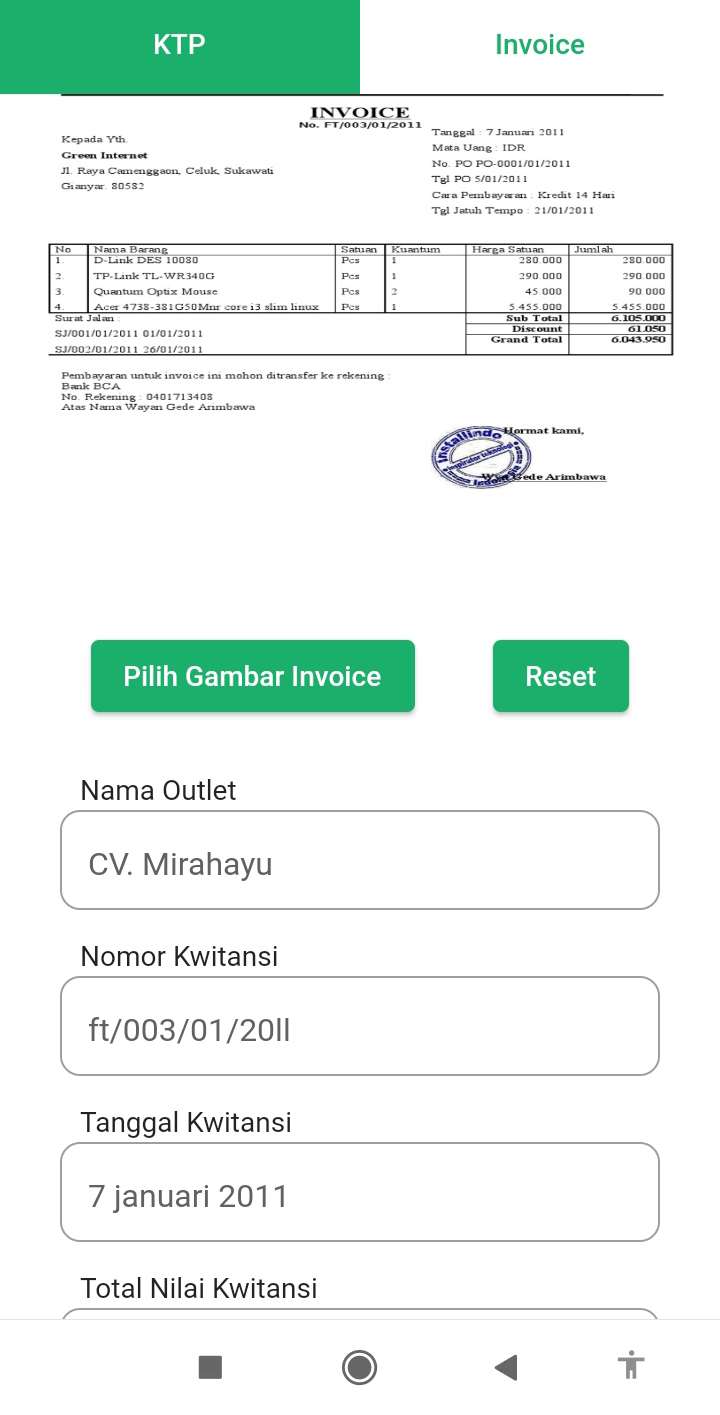 KTP
Invoice
INVOICE
No. FT/003/01/2011
Kepada Yth.
Green Internet
Jl. Raya Camenggaon, Celuk, Sukawati
Gianyar. 80582
Tanggal : 7 Januari 2011
Mata Uang : IDR
No. PO PO-0001/01/2011
Tgl PO 5/01/2011
Cara Pembayaran : Kredit 14 Hari
Tgl Jatuh Tempo : 21/01/2011
No Nama Barang Satuan Kuantum Harga Satuan Jumlah
1. D-Link DES 1008D Pcs 1 280.000 280.000
2. TP-Link TL-WR340G Pcs 1 290.000 290.000
3. Quantum Optix Mouse Pcs 2 45.000 90.000
4. Acer 4738-381G50Mnr core i3 slim linux Pcs 1 5.455.000 5.455.000
Surat Jalan :
SJ/001/01/2011 01/01/2011
SJ/002/01/2011 26/01/2011
Sub Total 6.105.000
Discount 61.050
Grand Total 6.043.950
Pembayaran untuk invoice ini mohon ditransfer ke rekening :
Bank BCA
No. Rekening : 0401713408
Atas Nama Wayan Gede Arimbawa
Hormat kami,
Installindo
Gede Arimbawa
Pilih Gambar Invoice
Reset
Nama Outlet
CV. Mirahayu
Nomor Kwitansi
ft/003/01/20ll
Tanggal Kwitansi
7 januari 2011
Total Nilai Kwitansi